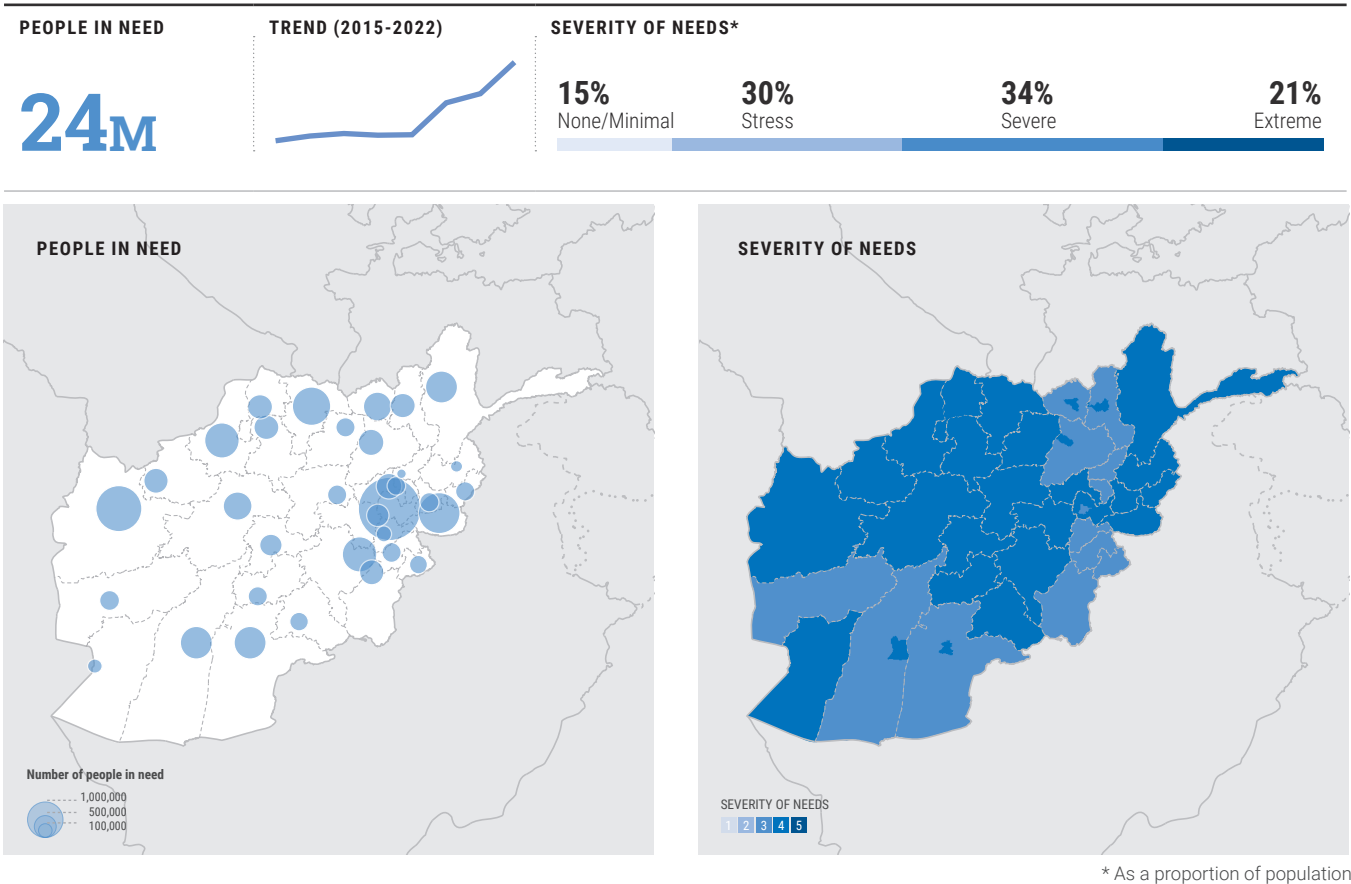 PEOPLE IN NEED
24M
TREND (2015-2022)
SEVERITY OF NEEDS*
15% 30% 34% 21%
None/Minimal Stress Severe Extreme
PEOPLE IN NEED
Number of people in need
1,000,000
500,000
100,000
SEVERITY OF NEEDS
SEVERITY OF NEEDS
1 2 3 4 5
* As a proportion of population